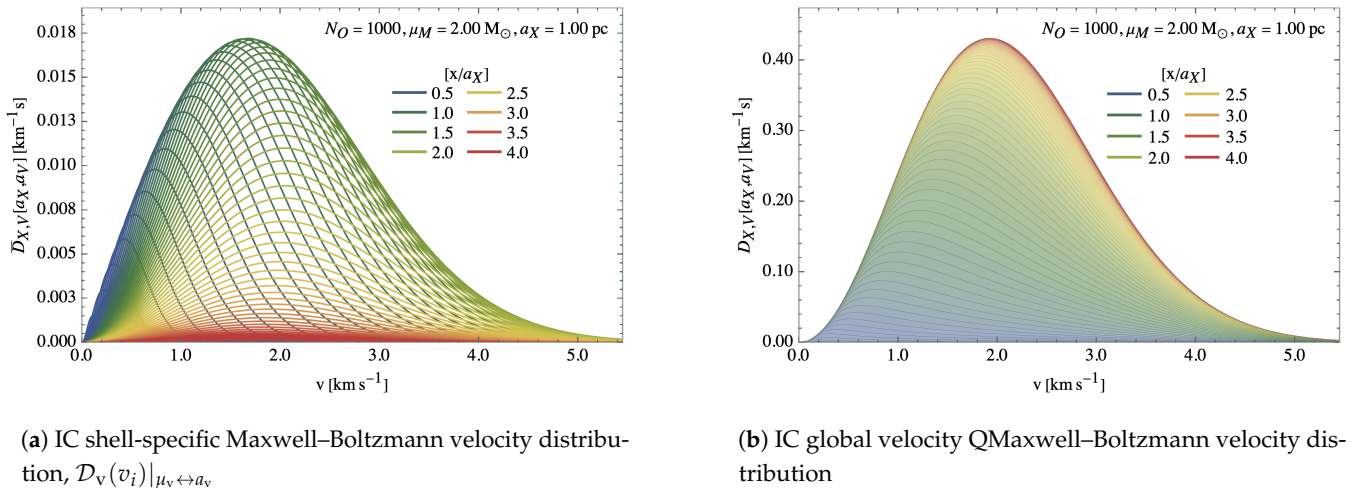 N_O = 1000, μ_M = 2.00 M_⊙, a_X = 1.00 pc
[x/a_X]
0.5 2.5
1.0 3.0
1.5 3.5
2.0 4.0
D̅_{X,V}[a_X,a_V] [km⁻¹s]
0.018
0.015
0.013
0.010
0.008
0.005
0.003
0.000
0.0 1.0 2.0 3.0 4.0 5.0
v [km s⁻¹]
(a) IC shell-specific Maxwell–Boltzmann velocity distribu-
tion, 𝒟_v(v_i)|_{μ_v↔a_v}
N_O = 1000, μ_M = 2.00 M_⊙, a_X = 1.00 pc
[x/a_X]
0.5 2.5
1.0 3.0
1.5 3.5
2.0 4.0
D_{X,V}[a_X,a_V] [km⁻¹s]
0.40
0.30
0.20
0.10
0.00
0.0 1.0 2.0 3.0 4.0 5.0
v [km s⁻¹]
(b) IC global velocity QMaxwell–Boltzmann velocity dis-
tribution